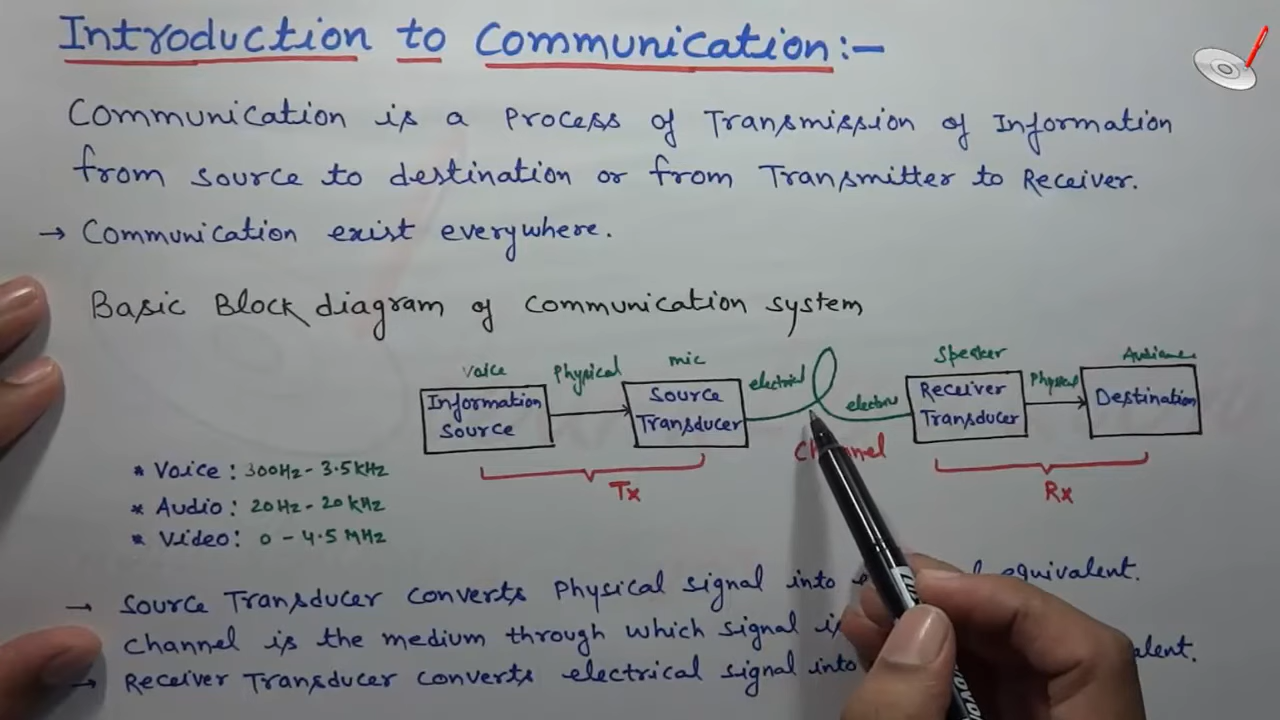 Introduction to Communication:-
Communication is a Process of Transmission of Information
from source to destination or from Transmitter to Receiver.
→ Communication exist everywhere.
Basic Block diagram of communication system
Voice Physical mic electrical Speaker Physical Audience
Information Source
Source Transducer
electrical
Receiver Transducer
Destination
Channel
Tx
Rx
* Voice : 300Hz - 3.5kHz
* Audio : 20Hz - 20kHz
* Video : 0 - 4.5MHz
→ Source Transducer converts Physical signal into equivalent.
Channel is the medium through which signal is
→ Receiver Transducer converts electrical signal into